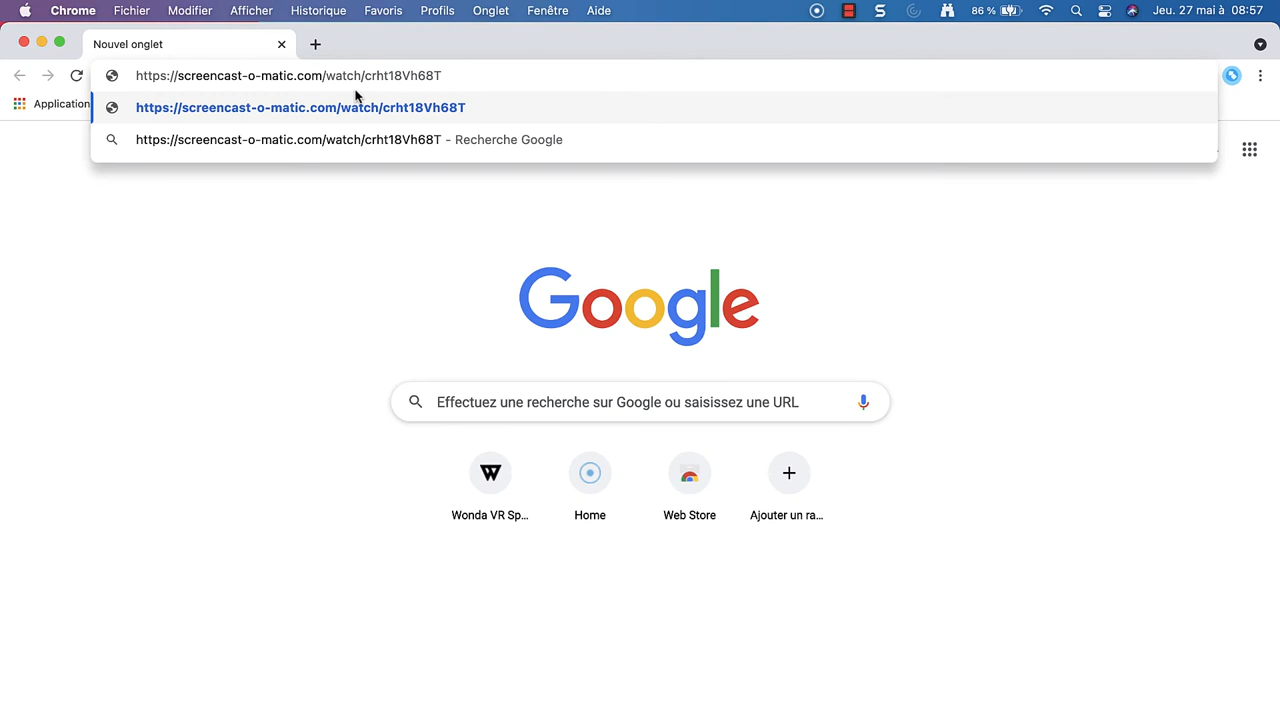 Chrome Fichier Modifier Afficher Historique Favoris Profils Onglet Fenêtre Aide 86 % Jeu. 27 mai à 08:57
Nouvel onglet
https://screencast-o-matic.com/watch/crht18Vh68T
Application
https://screencast-o-matic.com/watch/crht18Vh68T
https://screencast-o-matic.com/watch/crht18Vh68T - Recherche Google
Google
Effectuez une recherche sur Google ou saisissez une URL
W
Wonda VR Sp... Home Web Store Ajouter un ra...